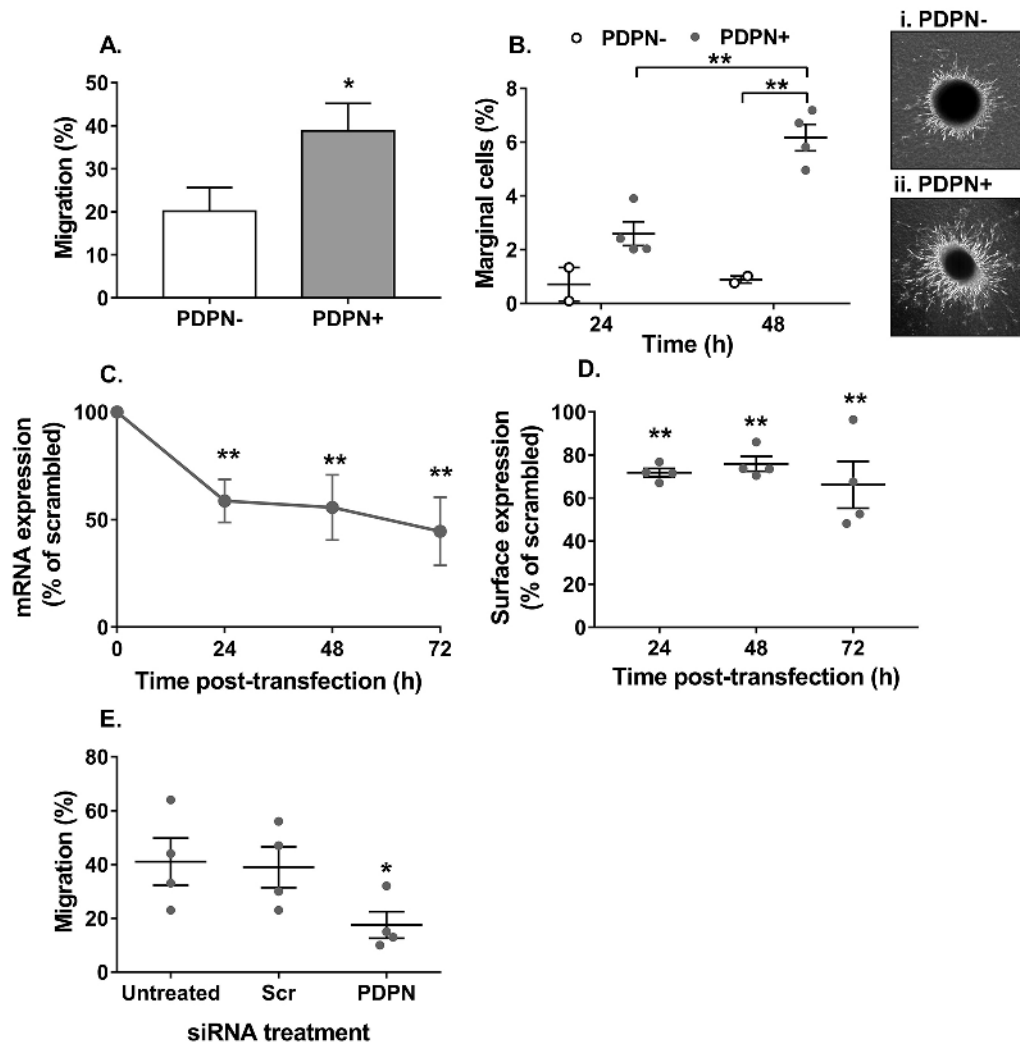 A.
Migration (%)
50
40
30
20
10
0
*
PDPN-
PDPN+
B.
PDPN-
PDPN+
Marginal cells (%)
8
6
4
2
0
**
**
24
48
Time (h)
i. PDPN-
ii. PDPN+
C.
mRNA expression
(% of scrambled)
100
50
0
**
**
**
0
24
48
72
Time post-transfection (h)
D.
Surface expression
(% of scrambled)
100
80
60
40
20
0
**
**
**
24
48
72
Time post-transfection (h)
E.
Migration (%)
80
60
40
20
0
*
Untreated
Scr
PDPN
siRNA treatment